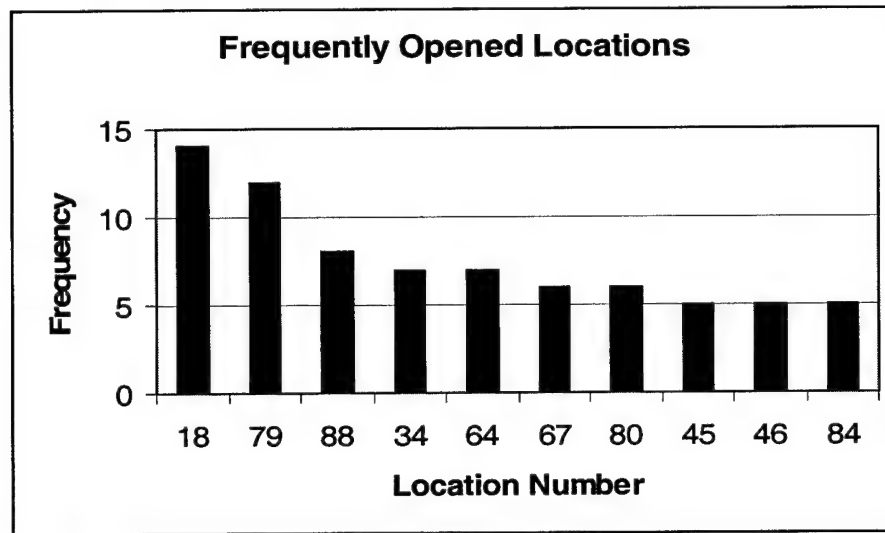 Frequently Opened Locations
15
10
5
0
Frequency
18 79 88 34 64 67 80 45 46 84
Location Number